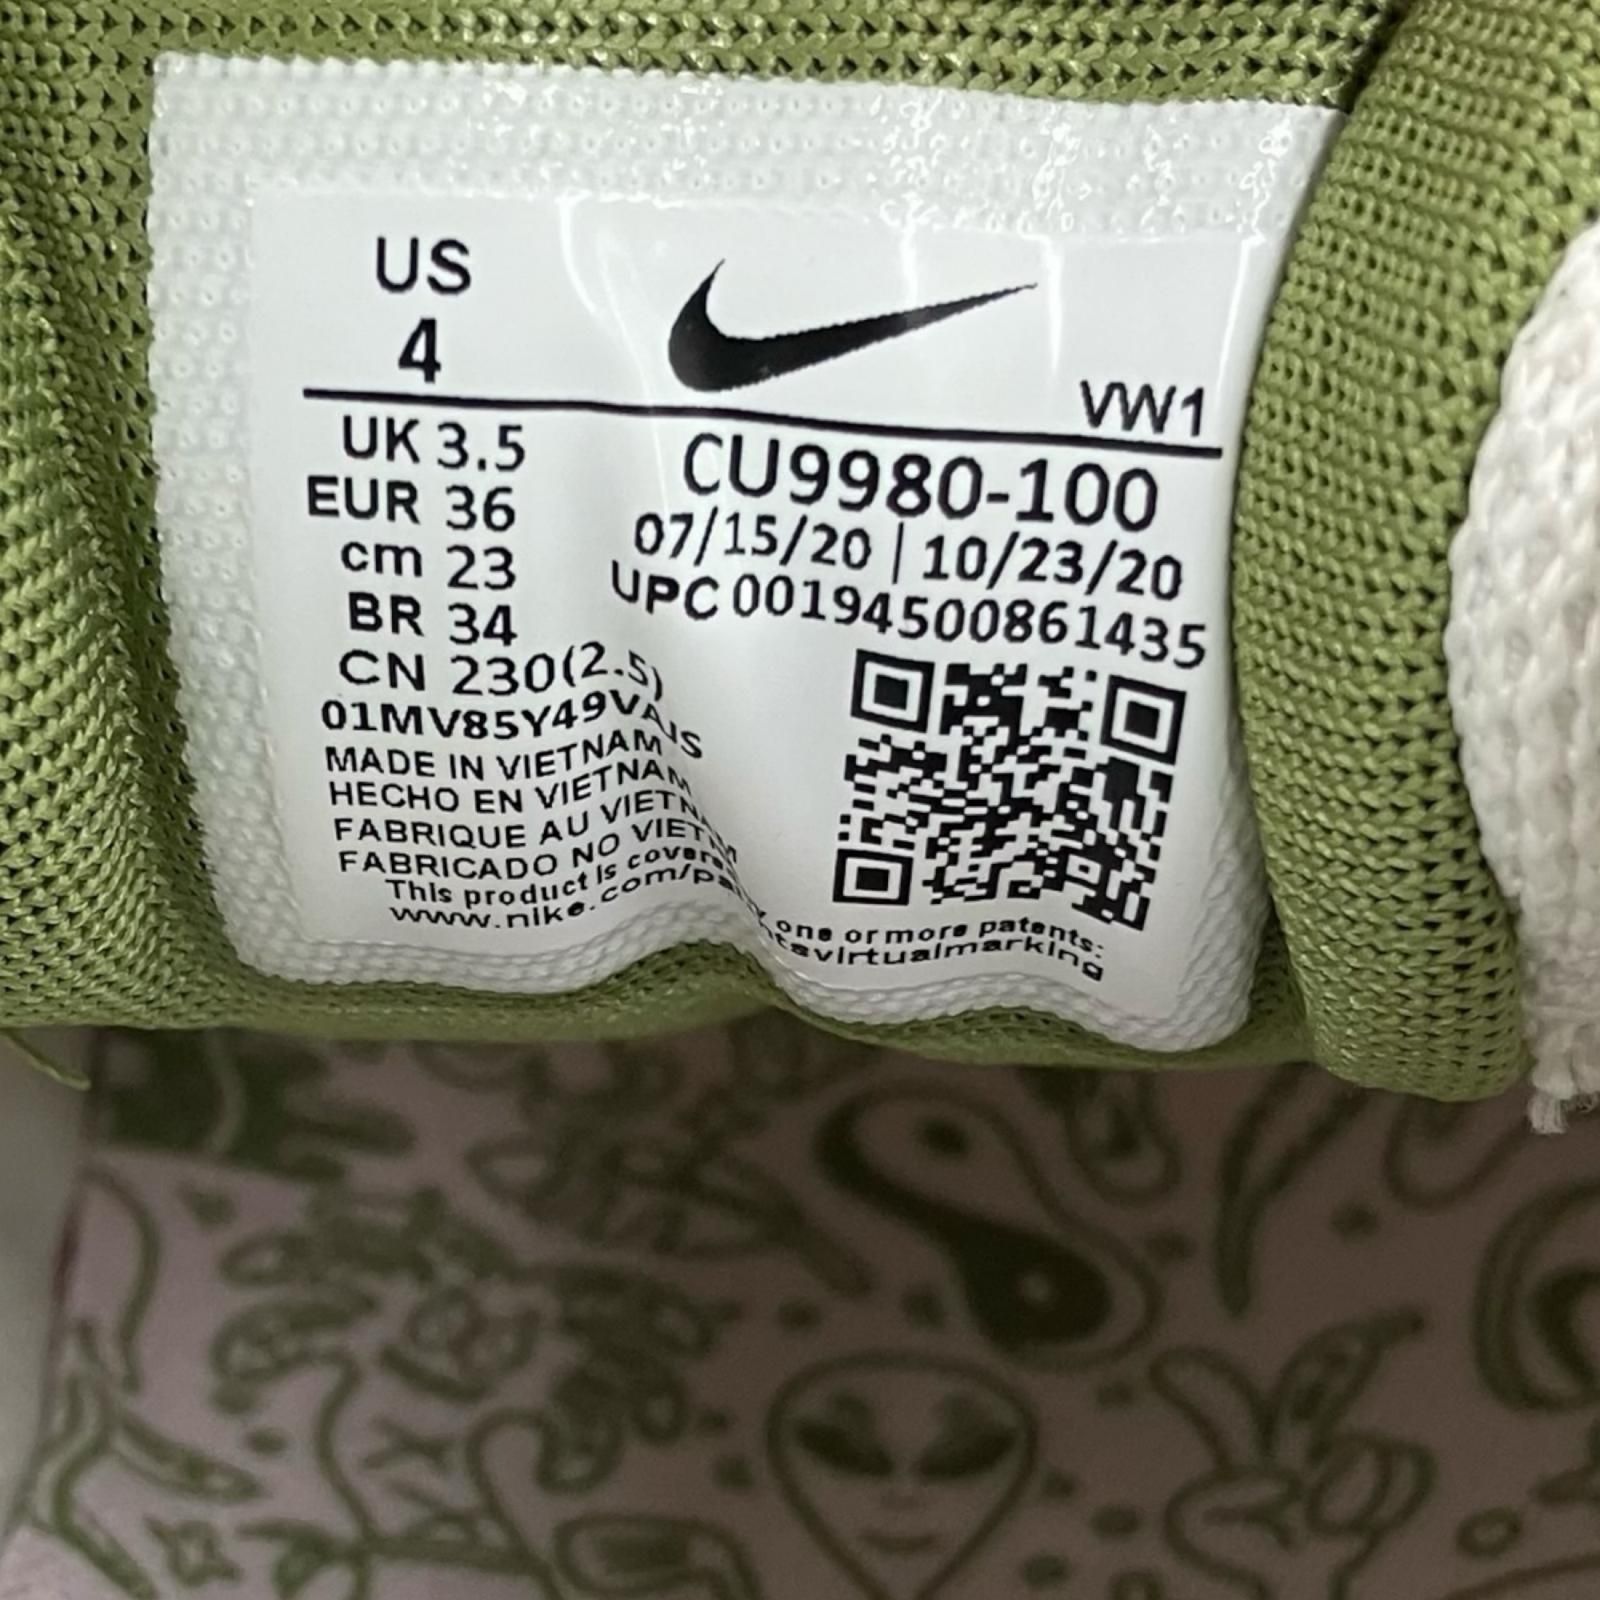 US
4
VW1
UK 3.5
EUR 36
cm 23
BR 34
CN 230(2.5)
CU9980-100
07/15/20 | 10/23/20
UPC 00194500861435
01MV85Y49VAIS
MADE IN VIETNAM
HECHO EN VIETNAM
FABRIQUE AU VIETNAM
FABRICADO NO VIETNAM
This product is covered by one or more patents:
www.nike.com/patentsvirtualmarking